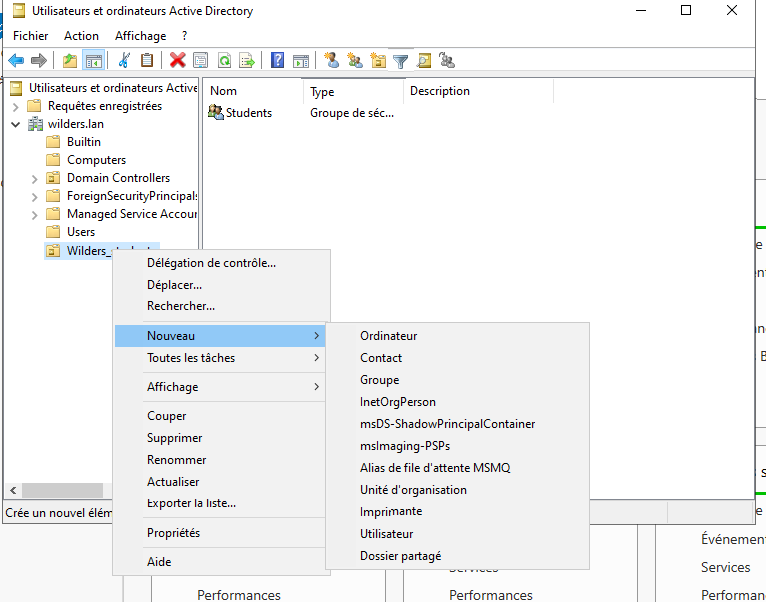 Utilisateurs et ordinateurs Active Directory
Fichier Action Affichage ?
Utilisateurs et ordinateurs Active
Requêtes enregistrées
wilders.lan
Builtin
Computers
Domain Controllers
ForeignSecurityPrincipals
Managed Service Accour
Users
Wilders_
Nom Type Description
Students Groupe de séc...
Délégation de contrôle...
Déplacer...
Rechercher...
Nouveau
Toutes les tâches
Affichage
Couper
Supprimer
Renommer
Actualiser
Exporter la liste...
Propriétés
Aide
Ordinateur
Contact
Groupe
InetOrgPerson
msDS-ShadowPrincipalContainer
msImaging-PSPs
Alias de file d'attente MSMQ
Unité d'organisation
Imprimante
Utilisateur
Dossier partagé
Crée un nouvel élém
Événement
Services Services
Performances Performances Performan